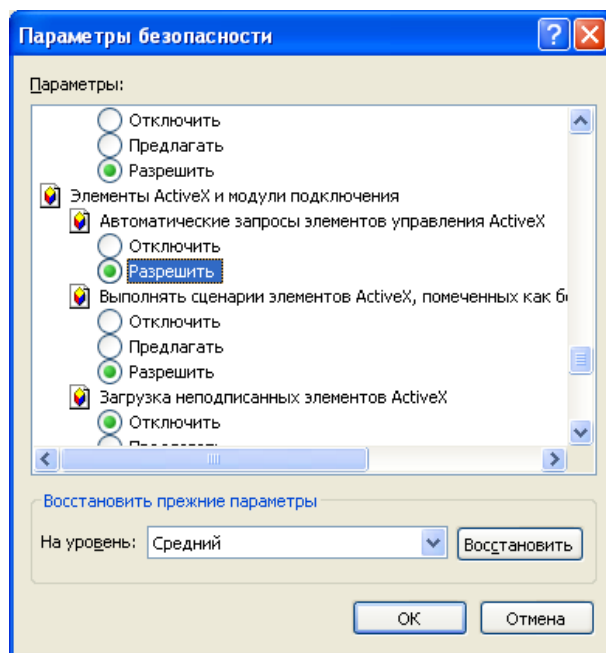 Параметры безопасности
Параметры:
Отключить
Предлагать
Разрешить
Элементы ActiveX и модули подключения
Автоматические запросы элементов управления ActiveX
Отключить
Разрешить
Выполнять сценарии элементов ActiveX, помеченных как б
Отключить
Предлагать
Разрешить
Загрузка неподписанных элементов ActiveX
Отключить
Восстановить прежние параметры
На уровень: Средний Восстановить
ОК Отмена